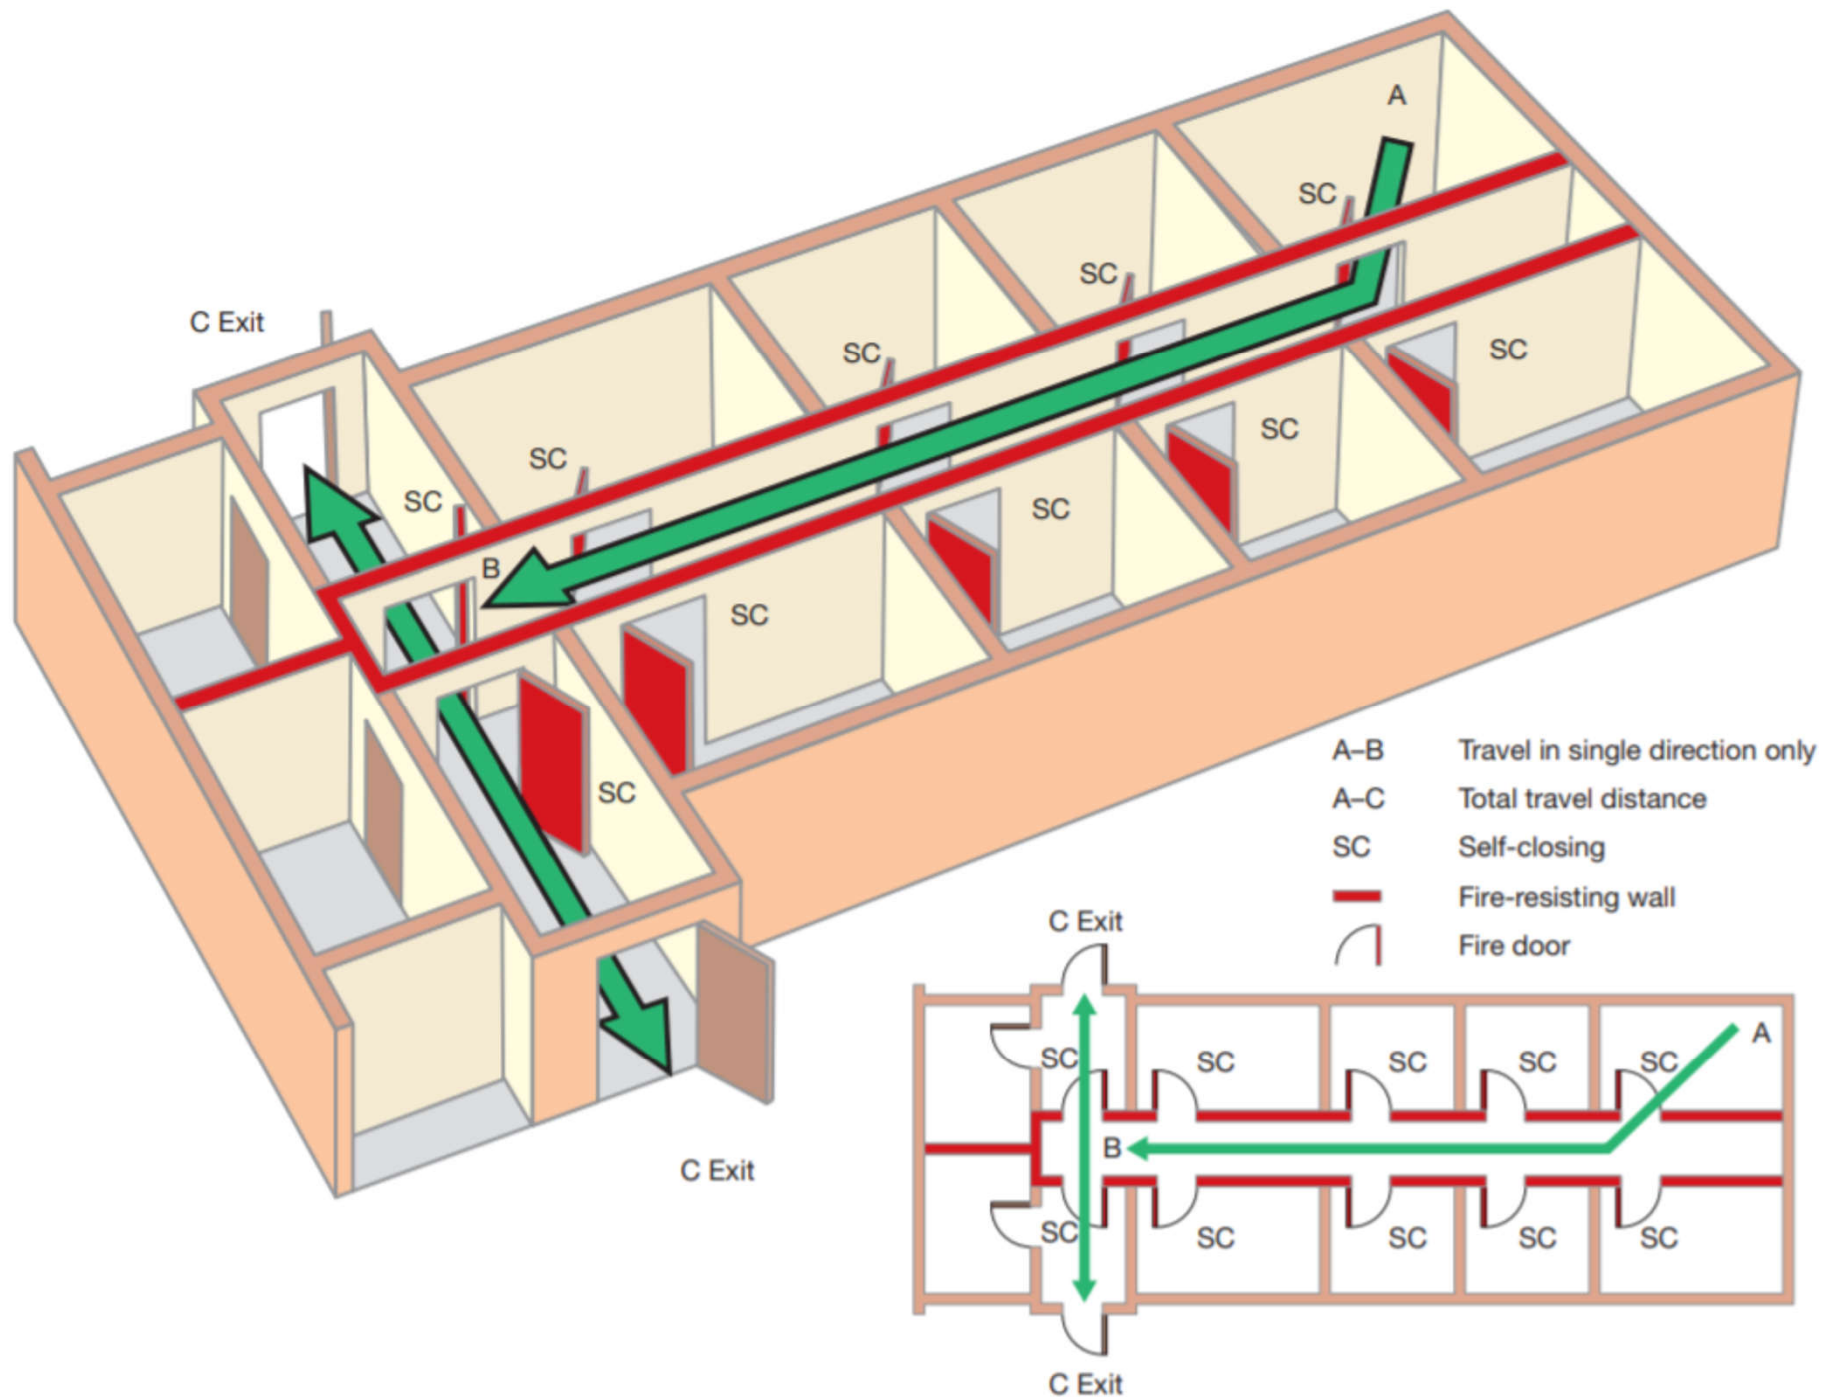 A
SC
SC
C Exit
SC
SC
SC
SC
SC
SC
B
SC
SC
SC
C Exit
A–B Travel in single direction only
A–C Total travel distance
SC Self-closing
Fire-resisting wall
Fire door
C Exit
A
SC SC SC SC SC
B
SC SC SC SC SC
C Exit